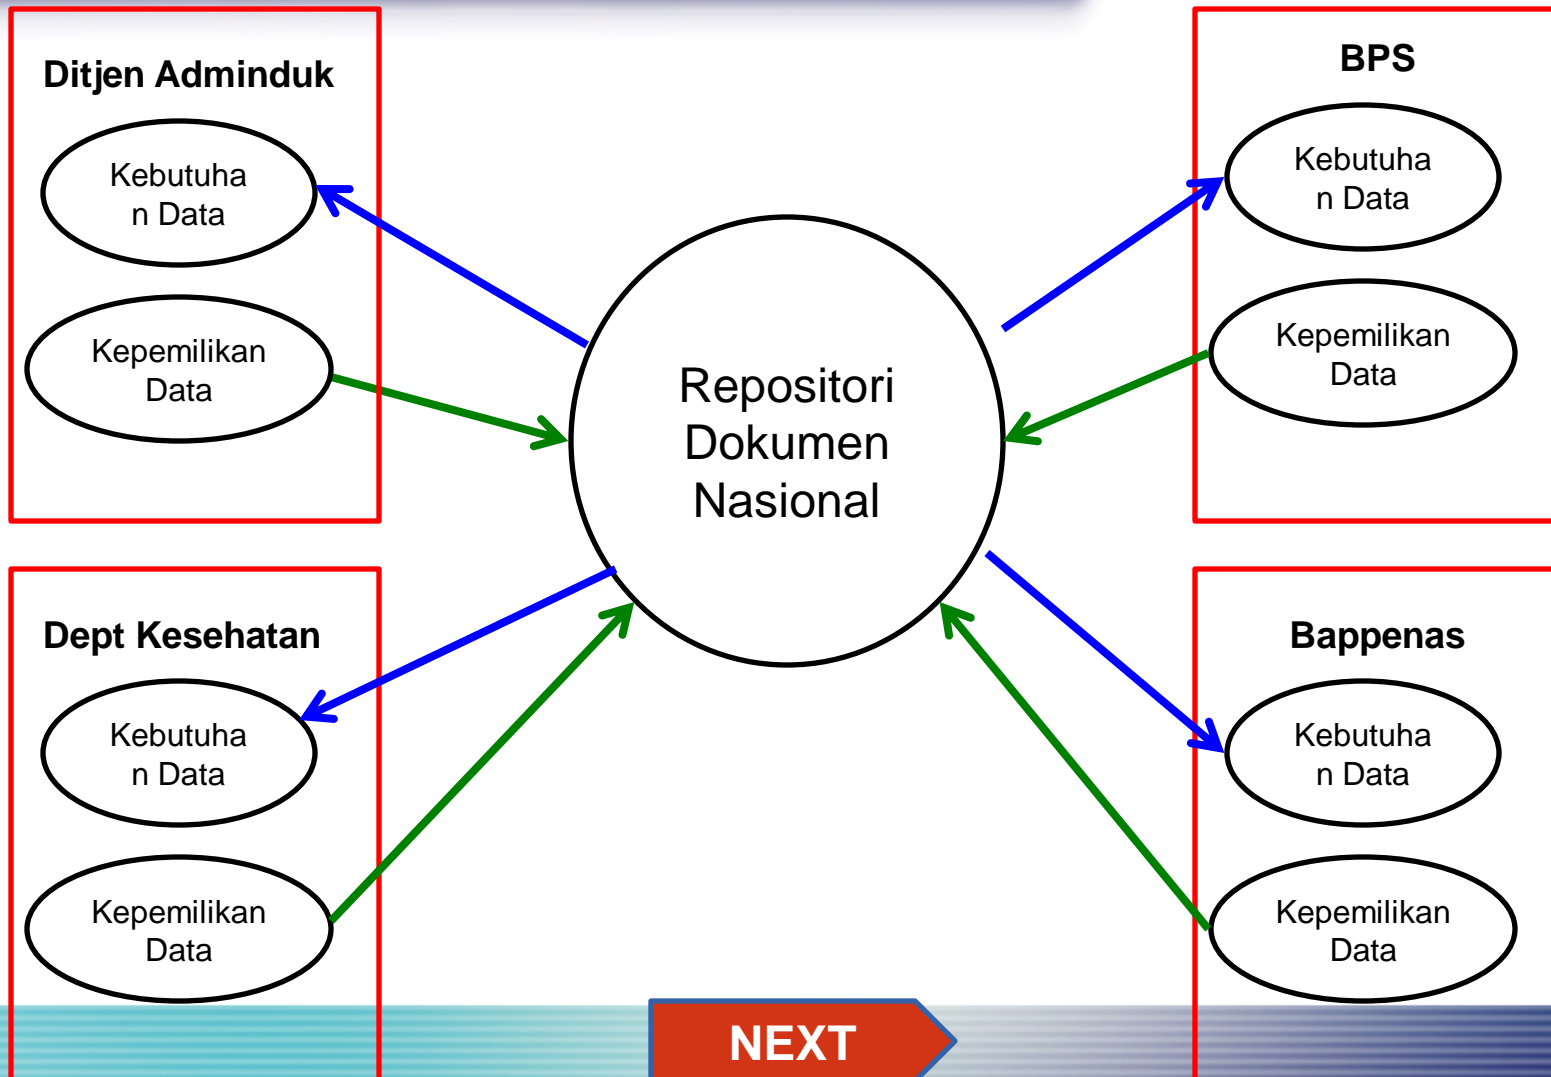 Ditjen Adminduk
Kebutuha
n Data
Kepemilikan
Data
BPS
Kebutuha
n Data
Kepemilikan
Data
Repositori
Dokumen
Nasional
Dept Kesehatan
Kebutuha
n Data
Kepemilikan
Data
Bappenas
Kebutuha
n Data
Kepemilikan
Data
NEXT